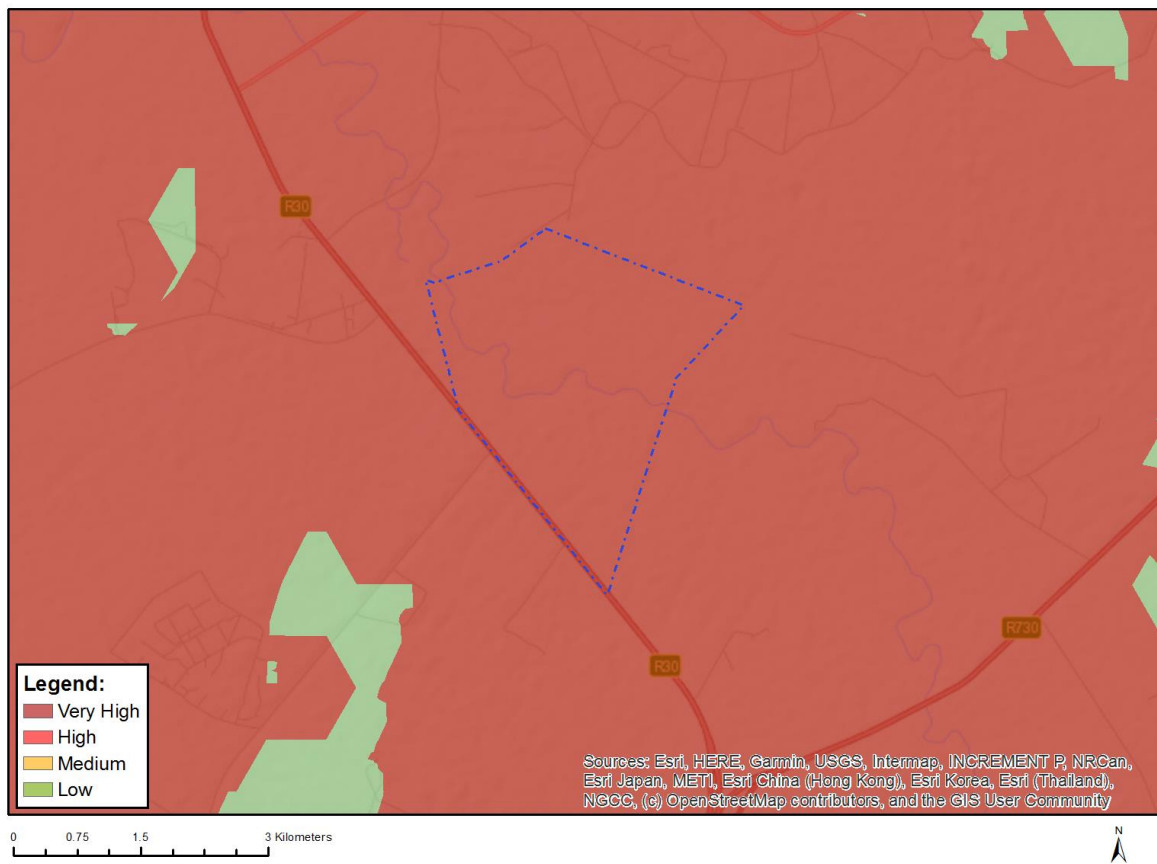 R30
R730
R30
Legend:
Very High
High
Medium
Low
Sources: Esri, HERE, Garmin, USGS, Intermap, INCREMENT P, NRCan,
Esri Japan, METI, Esri China (Hong Kong), Esri Korea, Esri (Thailand),
NGCC, (c) OpenStreetMap contributors, and the GIS User Community
0 0.75 1.5 3 Kilometers
N